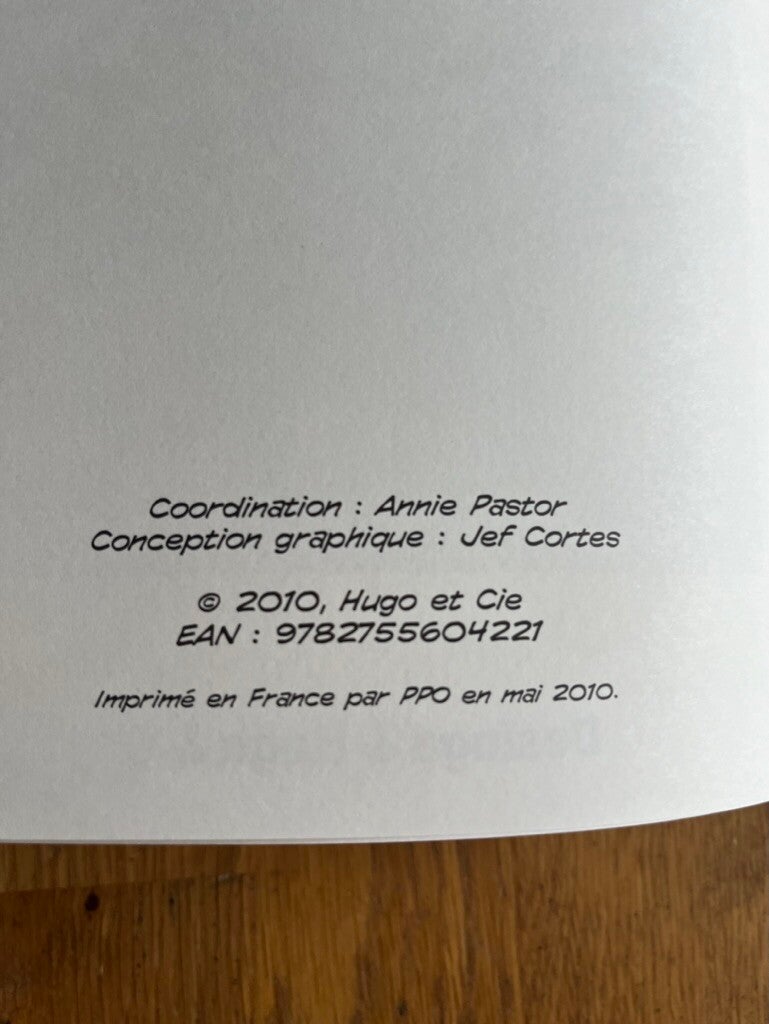 Coordination : Annie Pastor
Conception graphique : Jef Cortes
© 2010, Hugo et Cie
EAN : 9782755604221
Imprimé en France par PPO en mai 2010.